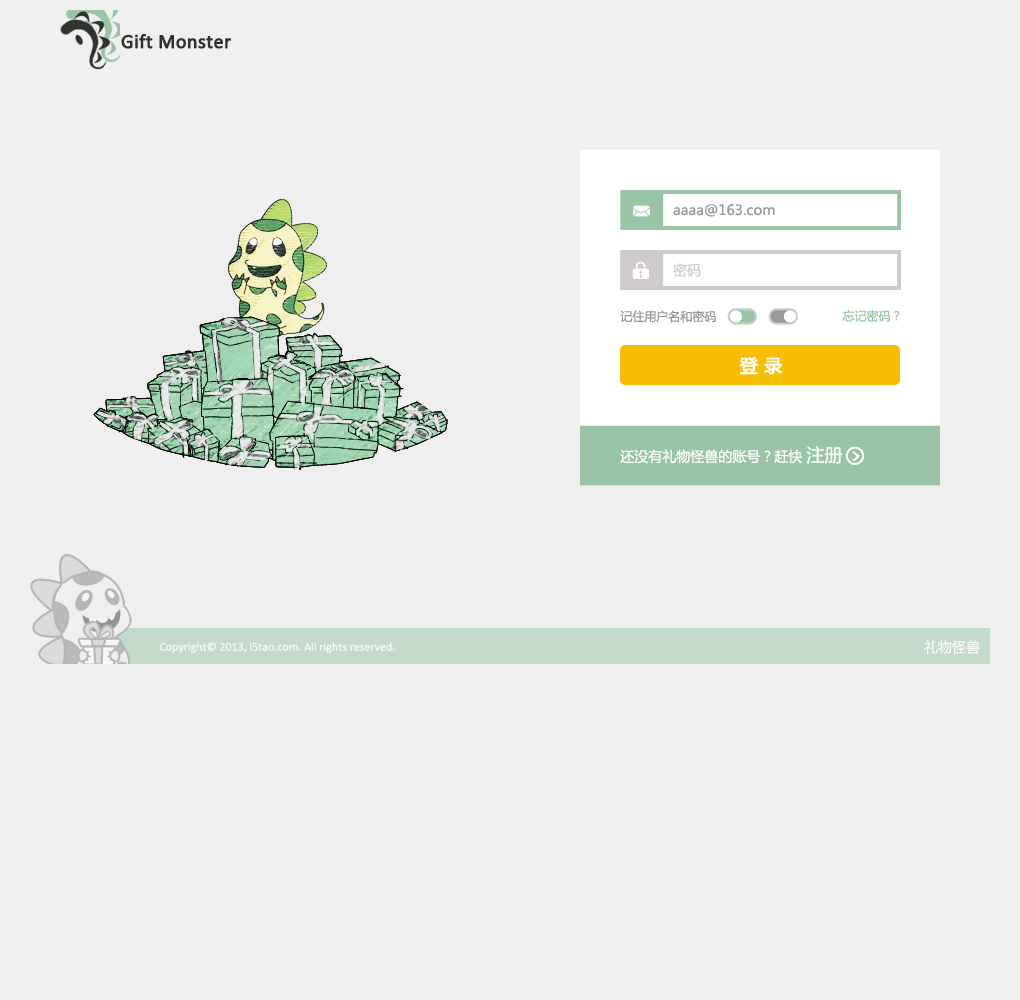 Gift Monster
aaaa@163.com
密码
记住用户名和密码 忘记密码？
登 录
还没有礼物怪兽的账号？赶快 注册
Copyright© 2013, l5tao.com. All rights reserved. 礼物怪兽